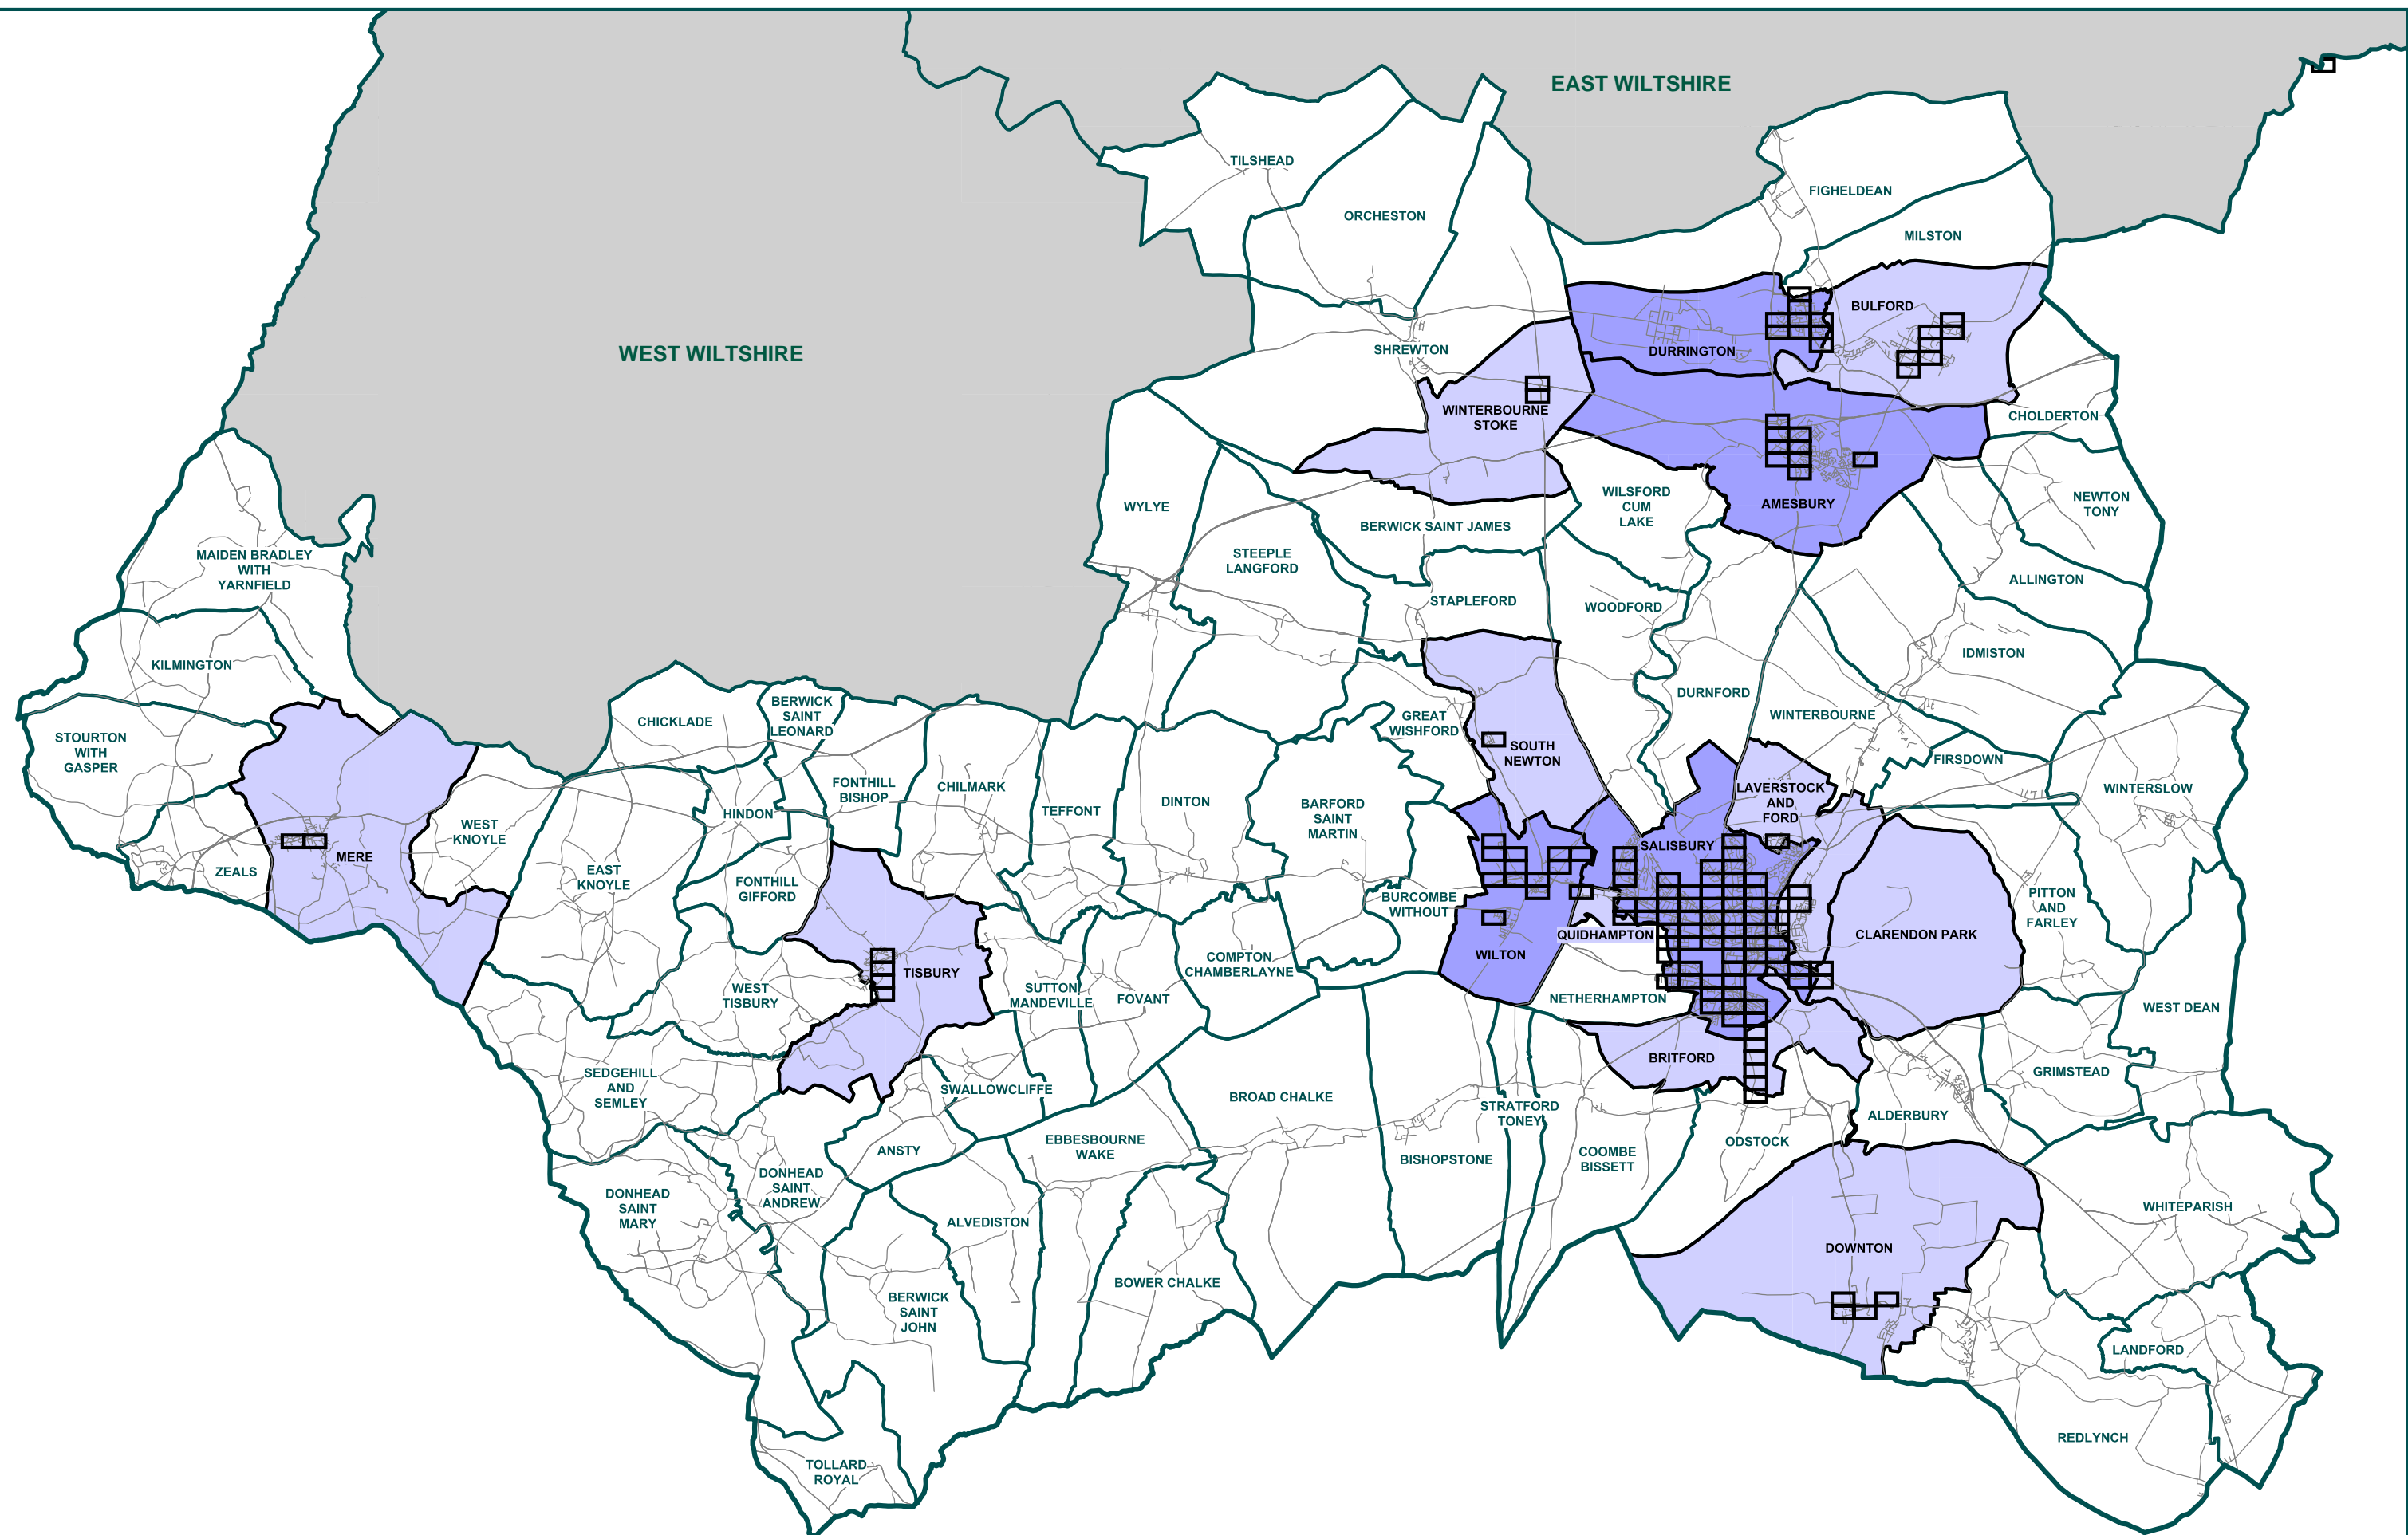 EAST WILTSHIRE
TILSHEAD
FIGHELDEAN
ORCHESTON
MILSTON
BULFORD
WEST WILTSHIRE
SHREWTON
DURRINGTON
WINTERBOURNE
STOKE
CHOLDERTON
AMESBURY
WYLYE
WILSFORD
CUM
LAKE
NEWTON
TONY
BERWICK SAINT JAMES
MAIDEN BRADLEY
WITH
YARNFIELD
STEEPLE
LANGFORD
ALLINGTON
STAPLEFORD
WOODFORD
KILMINGTON
IDMISTON
DURNFORD
STOURTON
WITH
GASPER
CHICKLADE
BERWICK
SAINT
LEONARD
GREAT
WISHFORD
WINTERBOURNE
SOUTH
NEWTON
FIRSDOWN
HINDON
FONTHILL
BISHOP
CHILMARK
TEFFONT
DINTON
BARFORD
SAINT
MARTIN
LAVERSTOCK
AND
FORD
WINTERSLOW
WEST
KNOYLE
SALISBURY
MERE
ZEALS
EAST
KNOYLE
FONTHILL
GIFFORD
BURCOMBE
WITHOUT
PITTON
AND
FARLEY
QUIDHAMPTON
CLARENDON PARK
WILTON
TISBURY
COMPTON
CHAMBERLAYNE
WEST
TISBURY
SUTTON
MANDEVILLE
FOVANT
NETHERHAMPTON
WEST DEAN
BRITFORD
SEDGEHILL
AND
SEMLEY
SWALLOWCLIFFE
BROAD CHALKE
STRATFORD
TONEY
GRIMSTEAD
ALDERBURY
ODSTOCK
EBBESBOURNE
WAKE
ANSTY
BISHOPSTONE
COOMBE
BISSETT
DONHEAD
SAINT
ANDREW
DONHEAD
SAINT
MARY
ALVEDISTON
WHITEPARISH
DOWNTON
BOWER CHALKE
BERWICK
SAINT
JOHN
LANDFORD
REDLYNCH
TOLLARD
ROYAL